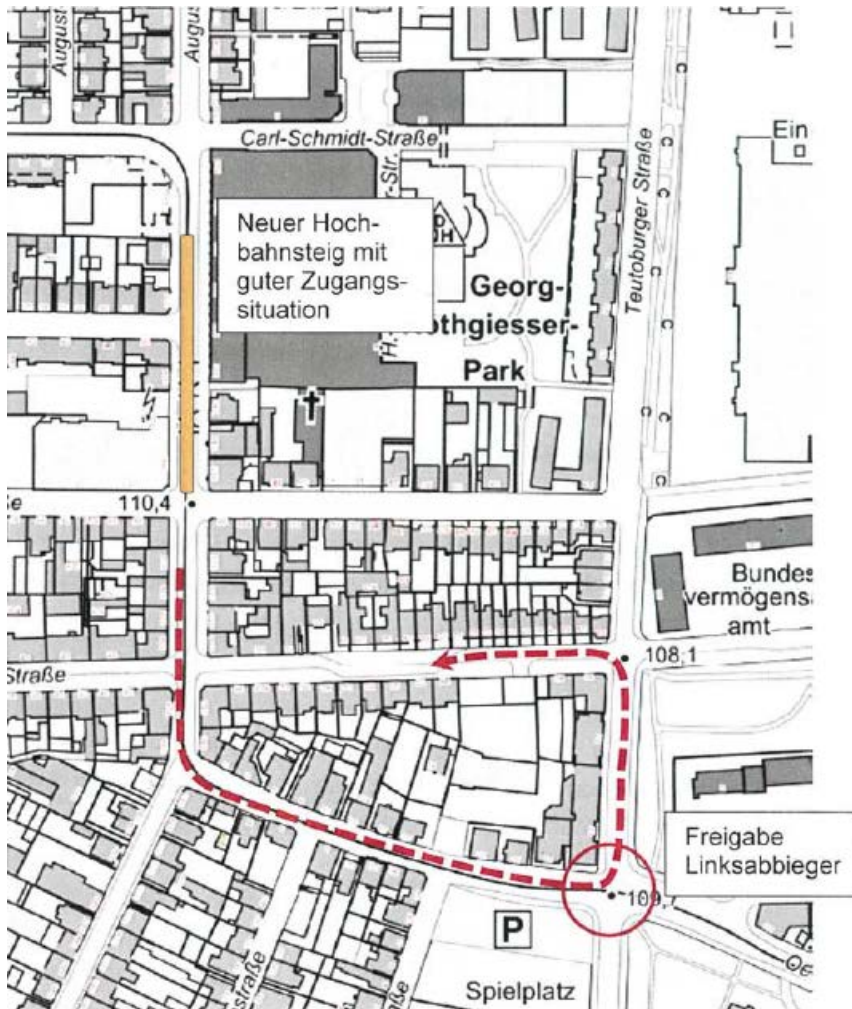 Carl-Schmidt-Straße
Ein
Teutoburger Straße
Neuer Hoch-
bahnsteig mit
guter Zugangs-
situation
Georg-
Park
110,4
Bundes
vermögens
amt
108,1
Straße
Freigabe
Linksabbieger
P
Spielplatz